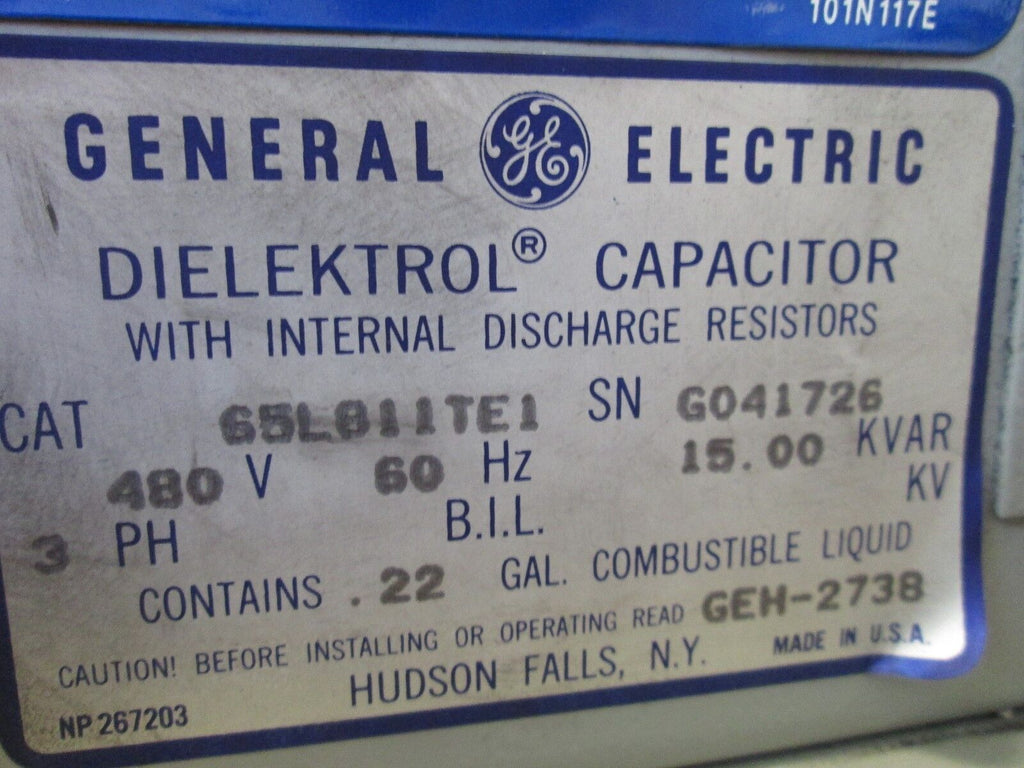 101N117E
GENERAL GE ELECTRIC
DIELEKTROL® CAPACITOR
WITH INTERNAL DISCHARGE RESISTORS
CAT 65L811TE1 SN G041726
480 V 60 Hz 15.00 KVAR
3 PH B.I.L. KV
CONTAINS .22 GAL. COMBUSTIBLE LIQUID
CAUTION! BEFORE INSTALLING OR OPERATING READ GEH-2738
HUDSON FALLS, N.Y. MADE IN U.S.A.
NP 267203